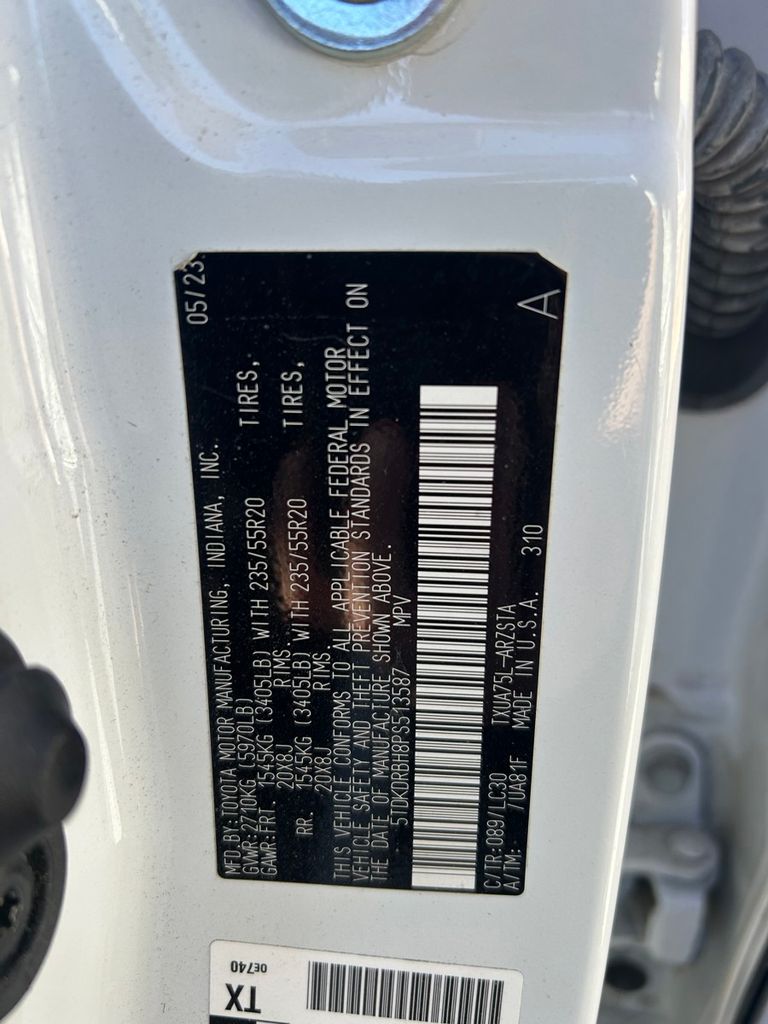 MFD.BY:TOYOTA MOTOR MANUFACTURING, INDIANA, INC. 05/23
GVWR:2710KG (5970LB)
GAWR:FRT. 1545KG (3405LB) WITH 235/55R20 TIRES,
20X8J RIMS.
RR. 1545KG (3405LB) WITH 235/55R20 TIRES,
20X8J RIMS.
THIS VEHICLE CONFORMS TO ALL APPLICABLE FEDERAL MOTOR
VEHICLE SAFETY AND THEFT PREVENTION STANDARDS IN EFFECT ON
THE DATE OF MANUFACTURE SHOWN ABOVE.
5TDKDRBH8PS513587 MPV
C/TR:089/LC30 TXUA75L-ARZSTA
A/TM: /UA81F MADE IN U.S.A. 310 A
TX
0E740